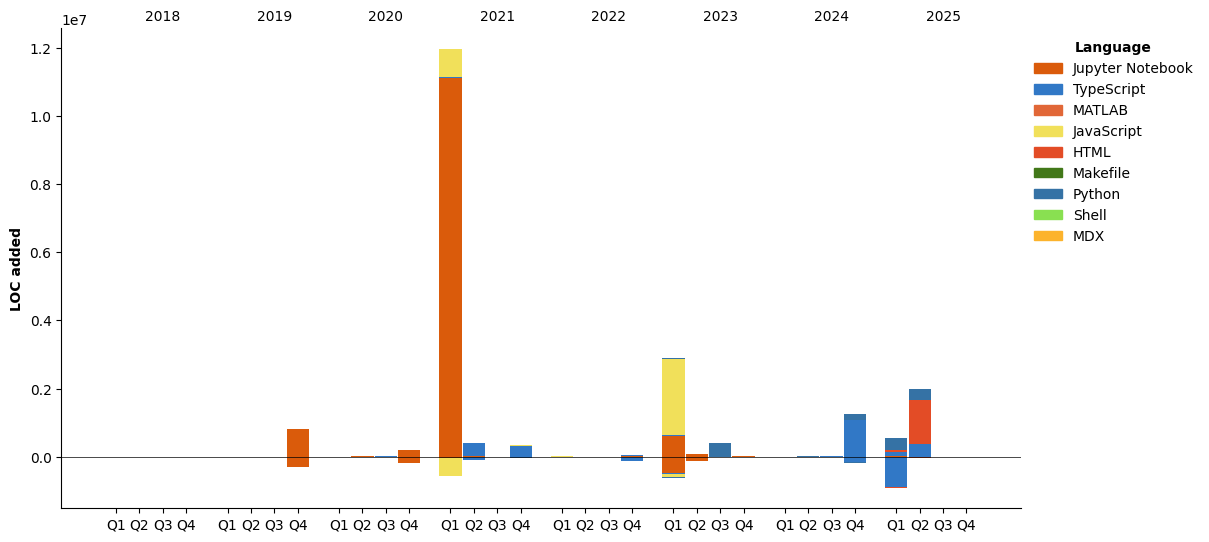 2018 2019 2020 2021 2022 2023 2024 2025
1e7
Language
Jupyter Notebook
TypeScript
MATLAB
JavaScript
HTML
Makefile
Python
Shell
MDX
LOC added
1.2
1.0
0.8
0.6
0.4
0.2
0.0
Q1 Q2 Q3 Q4 Q1 Q2 Q3 Q4 Q1 Q2 Q3 Q4 Q1 Q2 Q3 Q4 Q1 Q2 Q3 Q4 Q1 Q2 Q3 Q4 Q1 Q2 Q3 Q4 Q1 Q2 Q3 Q4